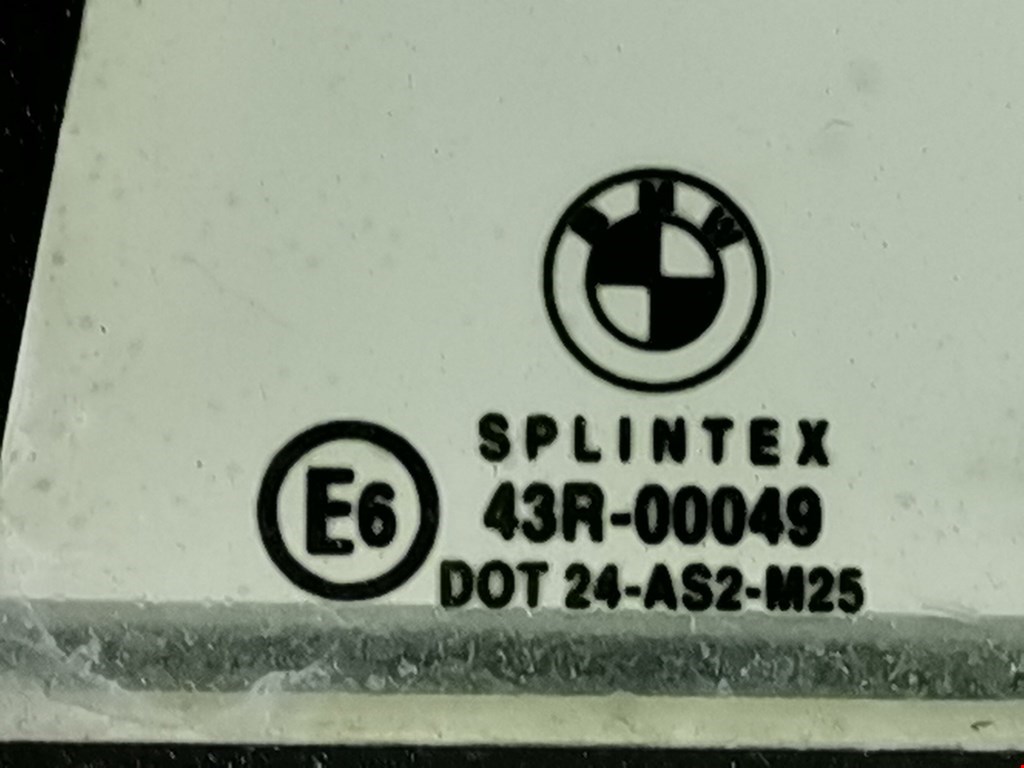 BMW
SPLINTEX
E6
43R-00049
DOT 24-AS2-M25